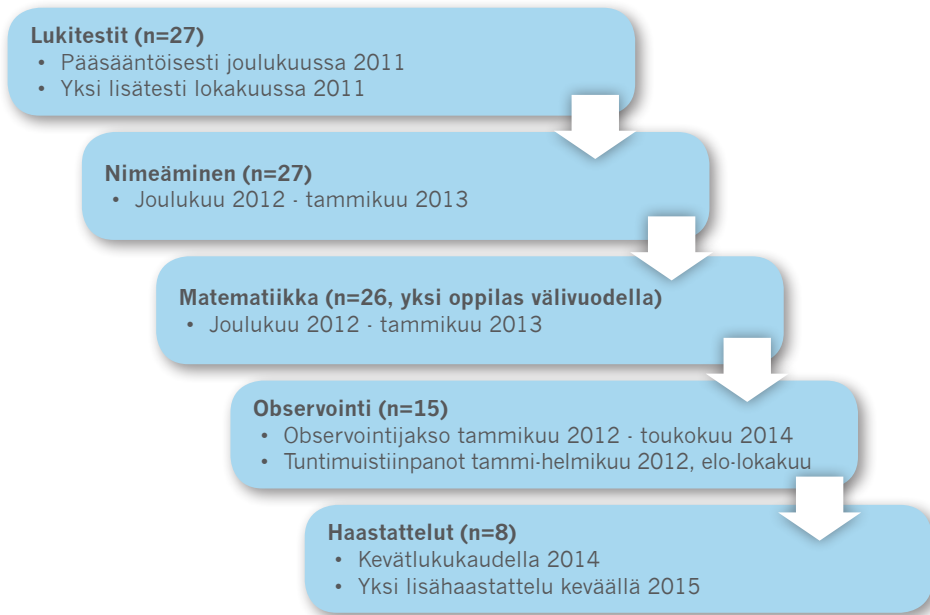 Lukitestit (n=27)
• Pääsääntöisesti joulukuussa 2011
• Yksi lisätesti lokakuussa 2011
Nimeäminen (n=27)
• Joulukuu 2012 - tammikuu 2013
Matematiikka (n=26, yksi oppilas välivuodella)
• Joulukuu 2012 - tammikuu 2013
Observointi (n=15)
• Observointijakso tammikuu 2012 - toukokuu 2014
• Tuntimuistiinpanot tammi-helmikuu 2012, elo-lokakuu
Haastattelut (n=8)
• Kevätlukukaudella 2014
• Yksi lisähaastattelu keväällä 2015